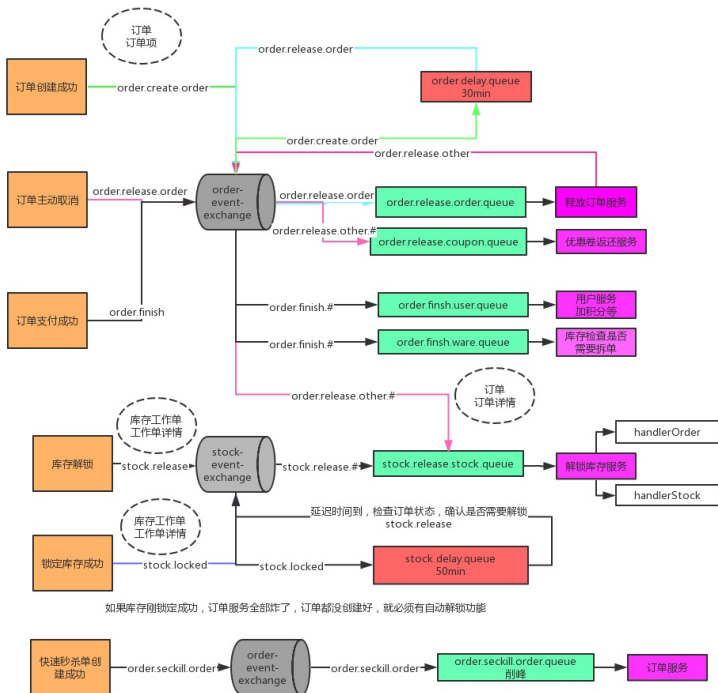 订单
订单项
order.release.order
订单创建成功
order.create.order
order.delay.queue
30min
order.create.order
order.release.other
订单主动取消
order.release.order
order-
event-
exchange
order.release.order
order.release.order.queue
释放订单服务
order.release.other.#
order.release.coupon.queue
优惠卷返还服务
订单支付成功
order.finish
order.finish.#
order.finsh.user.queue
用户服务
加积分等
order.finish.#
order.finsh.ware.queue
库存检查是否
需要拆单
order.release.other.#
订单
订单详情
库存工作单
工作单详情
库存解锁
stock.release
stock-
event-
exchange
stock.release.#
stock.release.stock.queue
解锁库存服务
handlerOrder
handlerStock
库存工作单
工作单详情
延迟时间到，检查订单状态，确认是否需要解锁
stock.release
锁定库存成功
stock.locked
stock.locked
stock.delay.queue
50min
如果库存刚锁定成功，订单服务全部炸了，订单都没创建好，就必须有自动解锁功能
快速秒杀单创
建成功
order.seckill.order
order-
event-
exchange
order.seckill.order
order.seckill.order.queue
削峰
订单服务